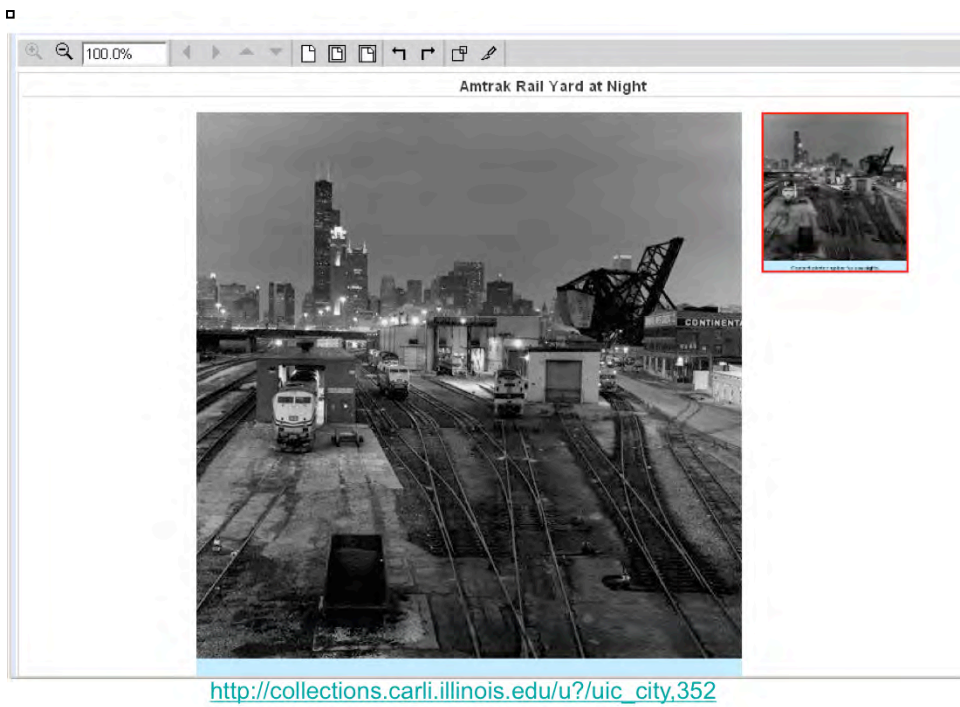 100.0%
Amtrak Rail Yard at Night
CONTINENTA
http://collections.carli.illinois.edu/u?/uic_city,352